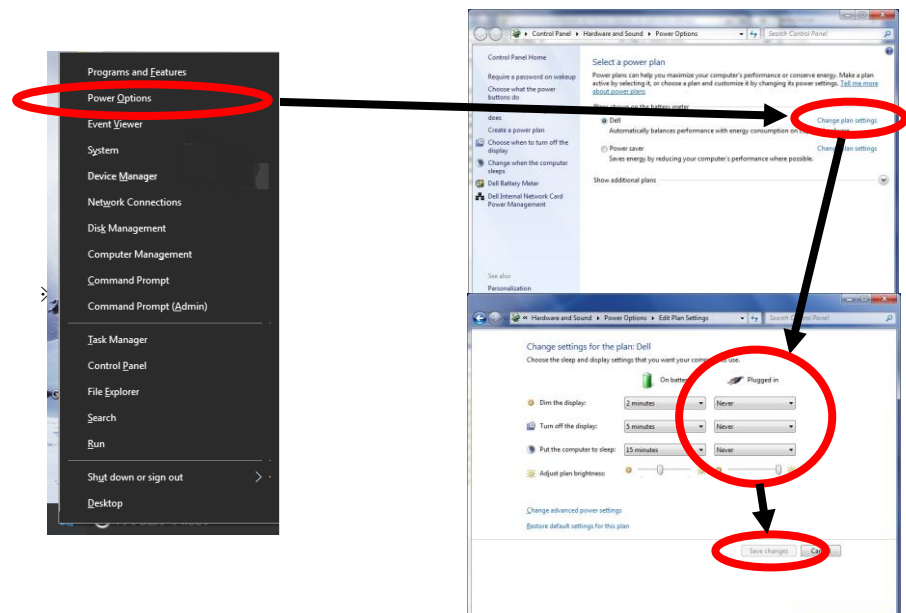 Programs and Features
Power Options
Event Viewer
System
Device Manager
Network Connections
Disk Management
Computer Management
Command Prompt
Command Prompt (Admin)
Task Manager
Control Panel
File Explorer
Search
Run
Shut down or sign out
Desktop
Control Panel Hardware and Sound Power Options Search Control Panel
Control Panel Home
Require a password on wakeup
Choose what the power
buttons do
does
Create a power plan
Choose when to turn off the
display
Change when the computer
sleeps
Dell Battery Meter
Dell Internal Network Card
Power Management
See also
Personalization
Select a power plan
Power plans can help you maximize your computer's performance or conserve energy. Make a plan
active by selecting it, or choose a plan and customize it by changing its power settings. Tell me more
about power plans
Plans shown on the battery meter
Dell Change plan settings
Automatically balances performance with energy consumption on
Power saver plan settings
Saves energy by reducing your computer's performance where possible.
Show additional plans
« Hardware and Sound Power Options Edit Plan Settings Search Panel
Change settings for the plan: Dell
Choose the sleep and display settings that you want your use.
On Plugged in
Dim the display: 2 minutes Never
Turn off the display: 5 minutes Never
Put the computer to sleep: 15 minutes Never
Adjust plan brightness:
Change advanced power settings
Restore default settings for this plan
Save changes